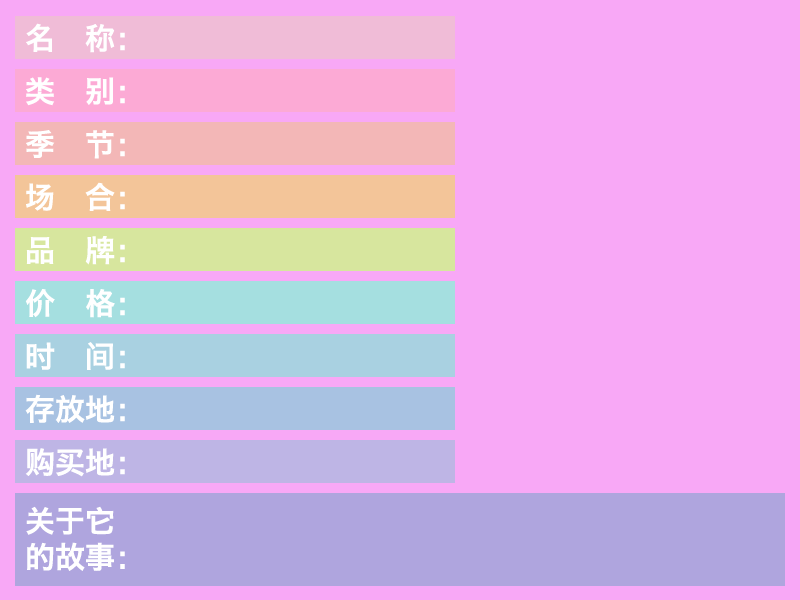 名　称：
类　别：
季　节：
场　合：
品　牌：
价　格：
时　间：
存放地：
购买地：
关于它
的故事：